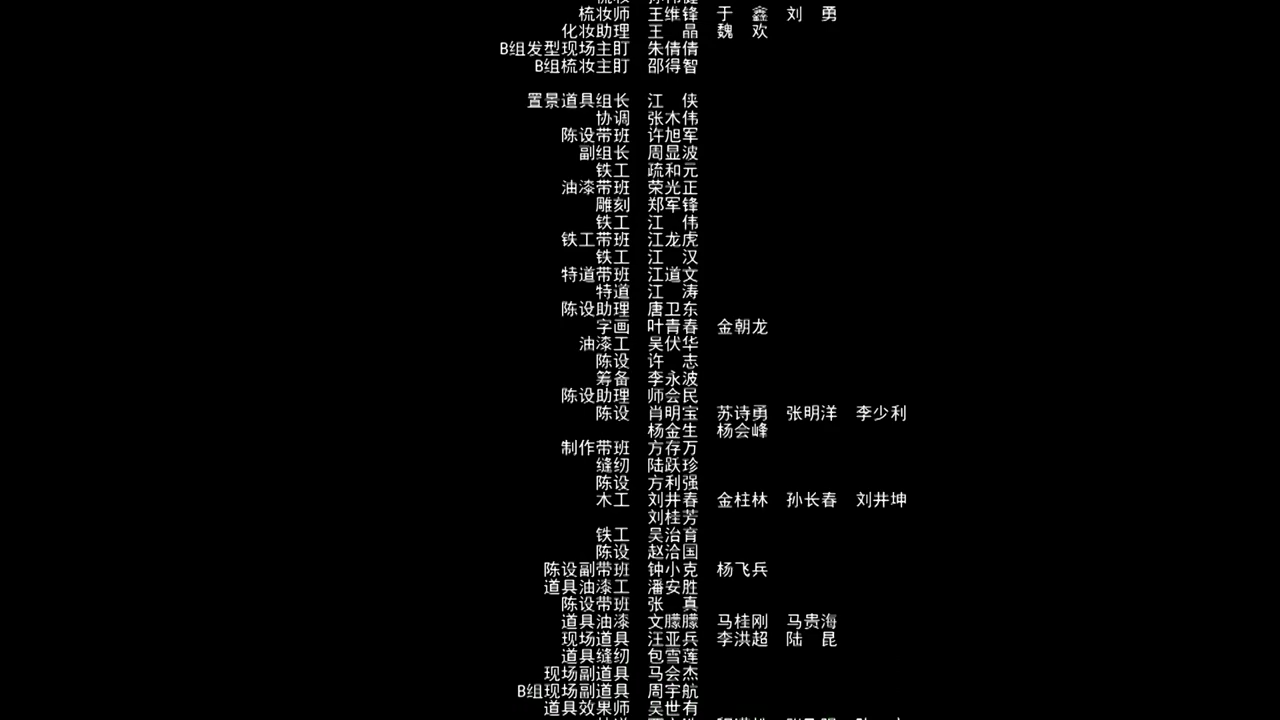 梳妆师 王维锋 于 鑫 刘 勇
化妆助理 王 晶 魏 欢
B组发型现场主盯 朱倩倩
B组梳妆主盯 邵得智
置景道具组长 江 侠
协调 张木伟
陈设带班 许旭军
副组长 周显波
铁工 疏和元
油漆带班 荣光正
雕刻 郑军锋
铁工 江 伟
铁工带班 江龙虎
铁工 江 汉
特道带班 江道文
特道 江 涛
陈设助理 唐卫东
字画 叶青春 金朝龙
油漆工 吴伏华
陈设 许 志
筹备 李永波
陈设助理 师会民
陈设 肖明宝 苏诗勇 张明洋 李少利
杨金生 杨会峰
制作带班 方存万
缝纫 陆跃珍
陈设 方利强
木工 刘井春 金柱林 孙长春 刘井坤
刘桂芳
铁工 吴治育
陈设 赵洽国
陈设副带班 钟小克 杨飞兵
道具油漆工 潘安胜
陈设带班 张 真
道具油漆 文朦朦 马桂刚 马贵海
现场道具 汪亚兵 李洪超 陆 昆
道具缝纫 包雪莲
现场副道具 马会杰
B组现场副道具 周宇航
道具效果师 吴世有